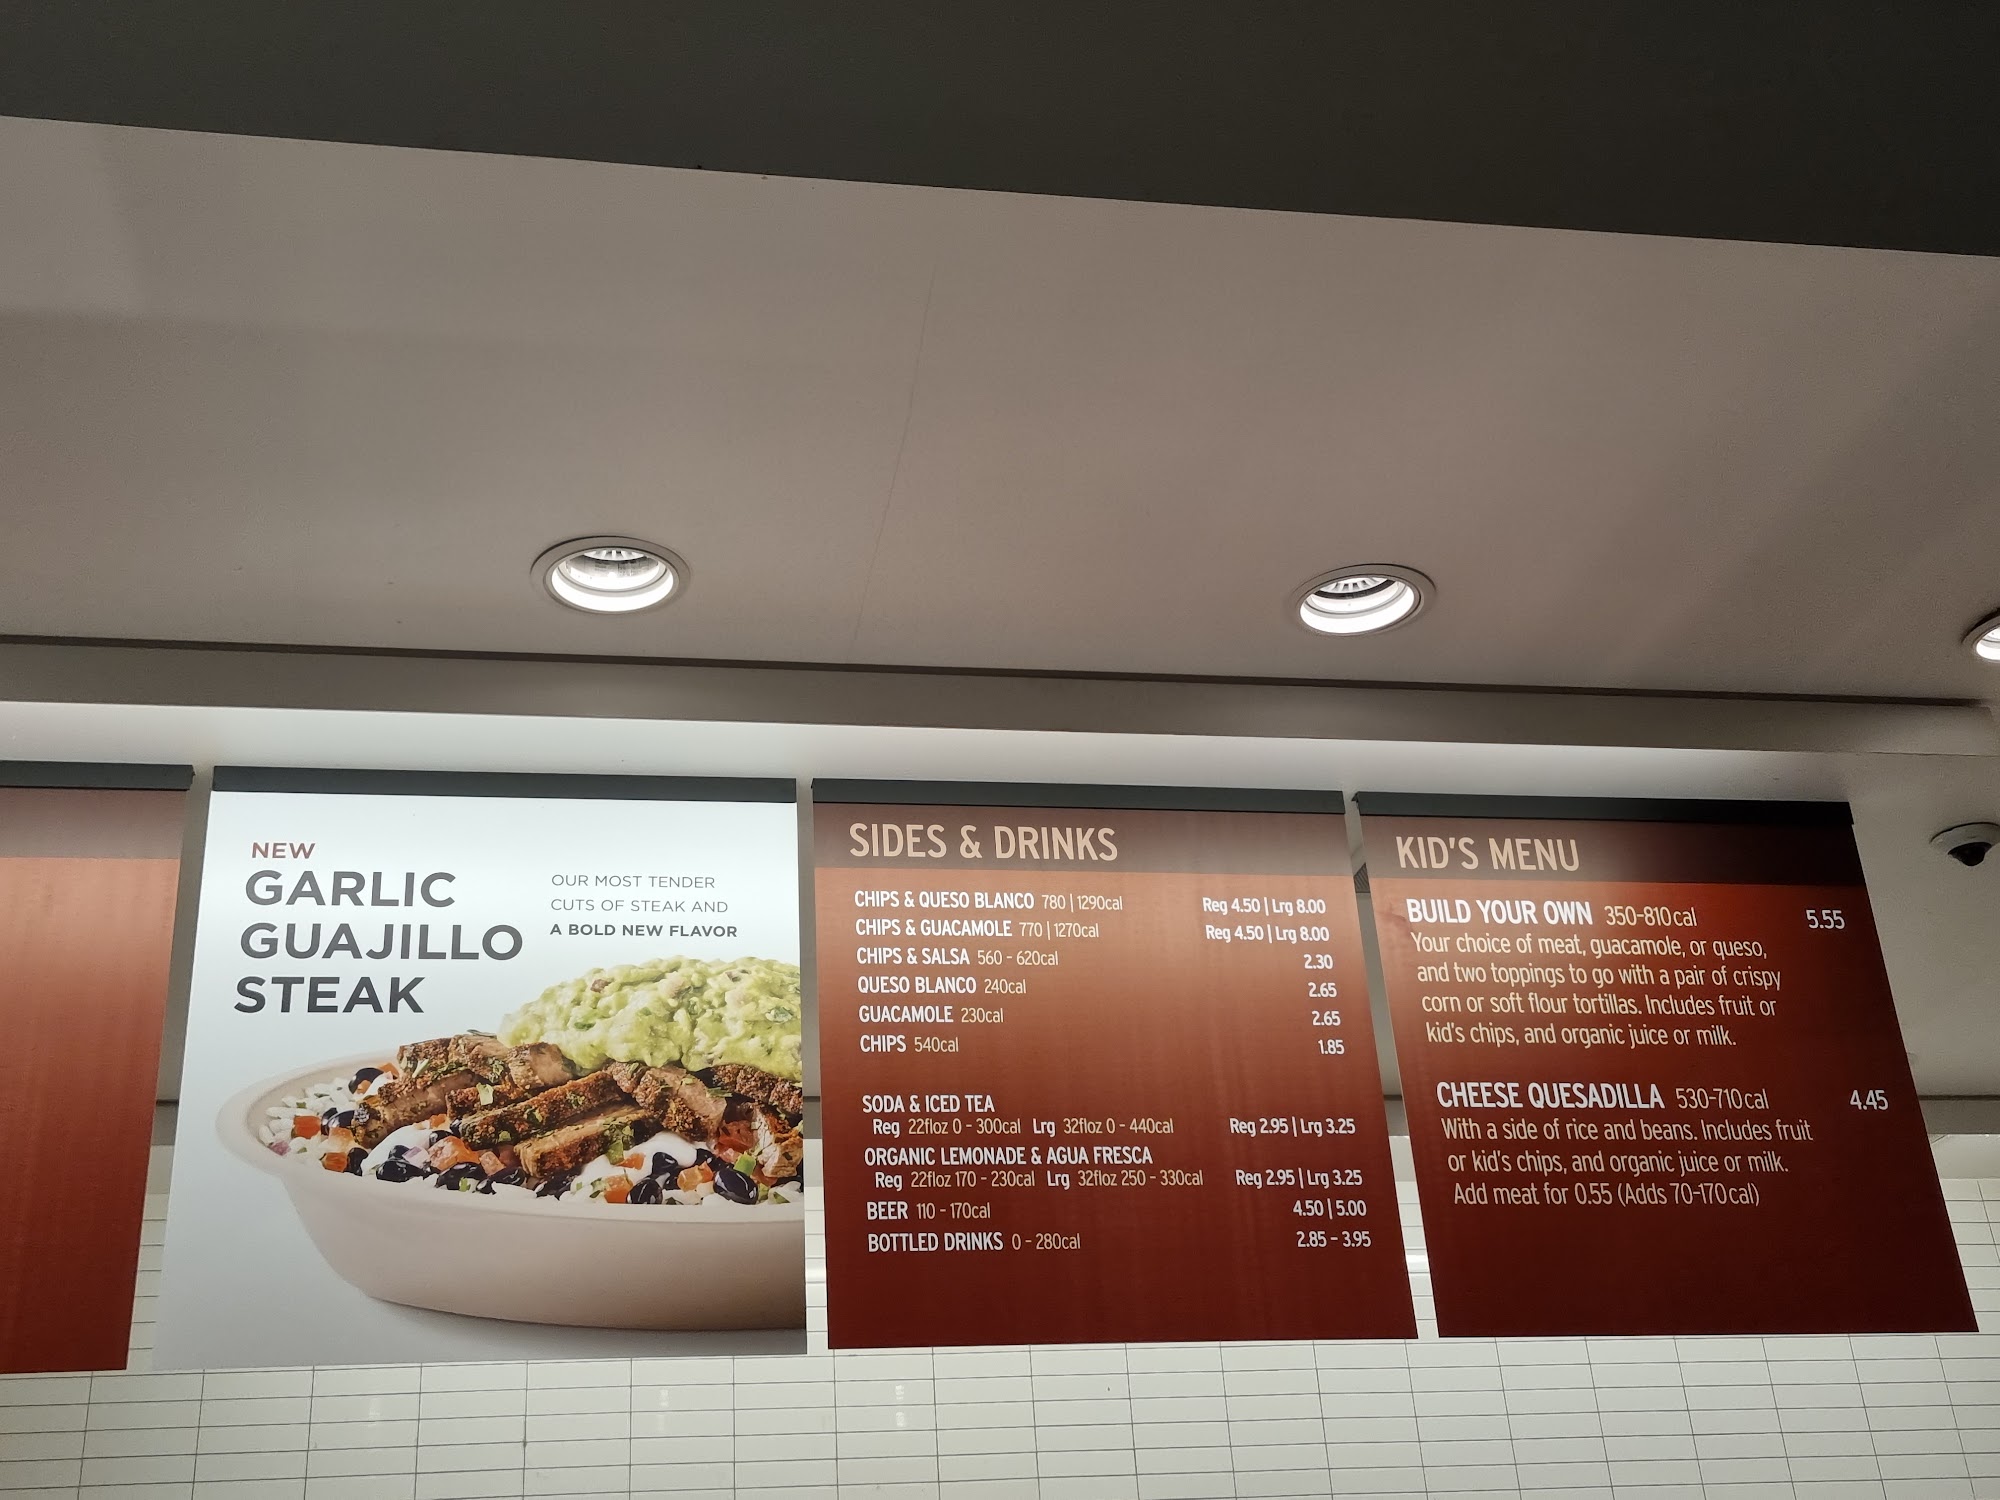 NEW
GARLIC
GUAJILLO
STEAK
OUR MOST TENDER
CUTS OF STEAK AND
A BOLD NEW FLAVOR
SIDES & DRINKS
CHIPS & QUESO BLANCO 780 | 1290cal Reg 4.50 | Lrg 8.00
CHIPS & GUACAMOLE 770 | 1270cal Reg 4.50 | Lrg 8.00
CHIPS & SALSA 560 - 620cal 2.30
QUESO BLANCO 240cal 2.65
GUACAMOLE 230cal 2.65
CHIPS 540cal 1.85
SODA & ICED TEA
Reg 22floz 0 - 300cal Lrg 32floz 0 - 440cal Reg 2.95 | Lrg 3.25
ORGANIC LEMONADE & AGUA FRESCA
Reg 22floz 170 - 230cal Lrg 32floz 250 - 330cal Reg 2.95 | Lrg 3.25
BEER 110 - 170cal 4.50 | 5.00
BOTTLED DRINKS 0 - 280cal 2.85 - 3.95
KID'S MENU
BUILD YOUR OWN 350-810cal 5.55
Your choice of meat, guacamole, or queso,
and two toppings to go with a pair of crispy
corn or soft flour tortillas. Includes fruit or
kid's chips, and organic juice or milk.
CHEESE QUESADILLA 530-710cal 4.45
With a side of rice and beans. Includes fruit
or kid's chips, and organic juice or milk.
Add meat for 0.55 (Adds 70-170cal)